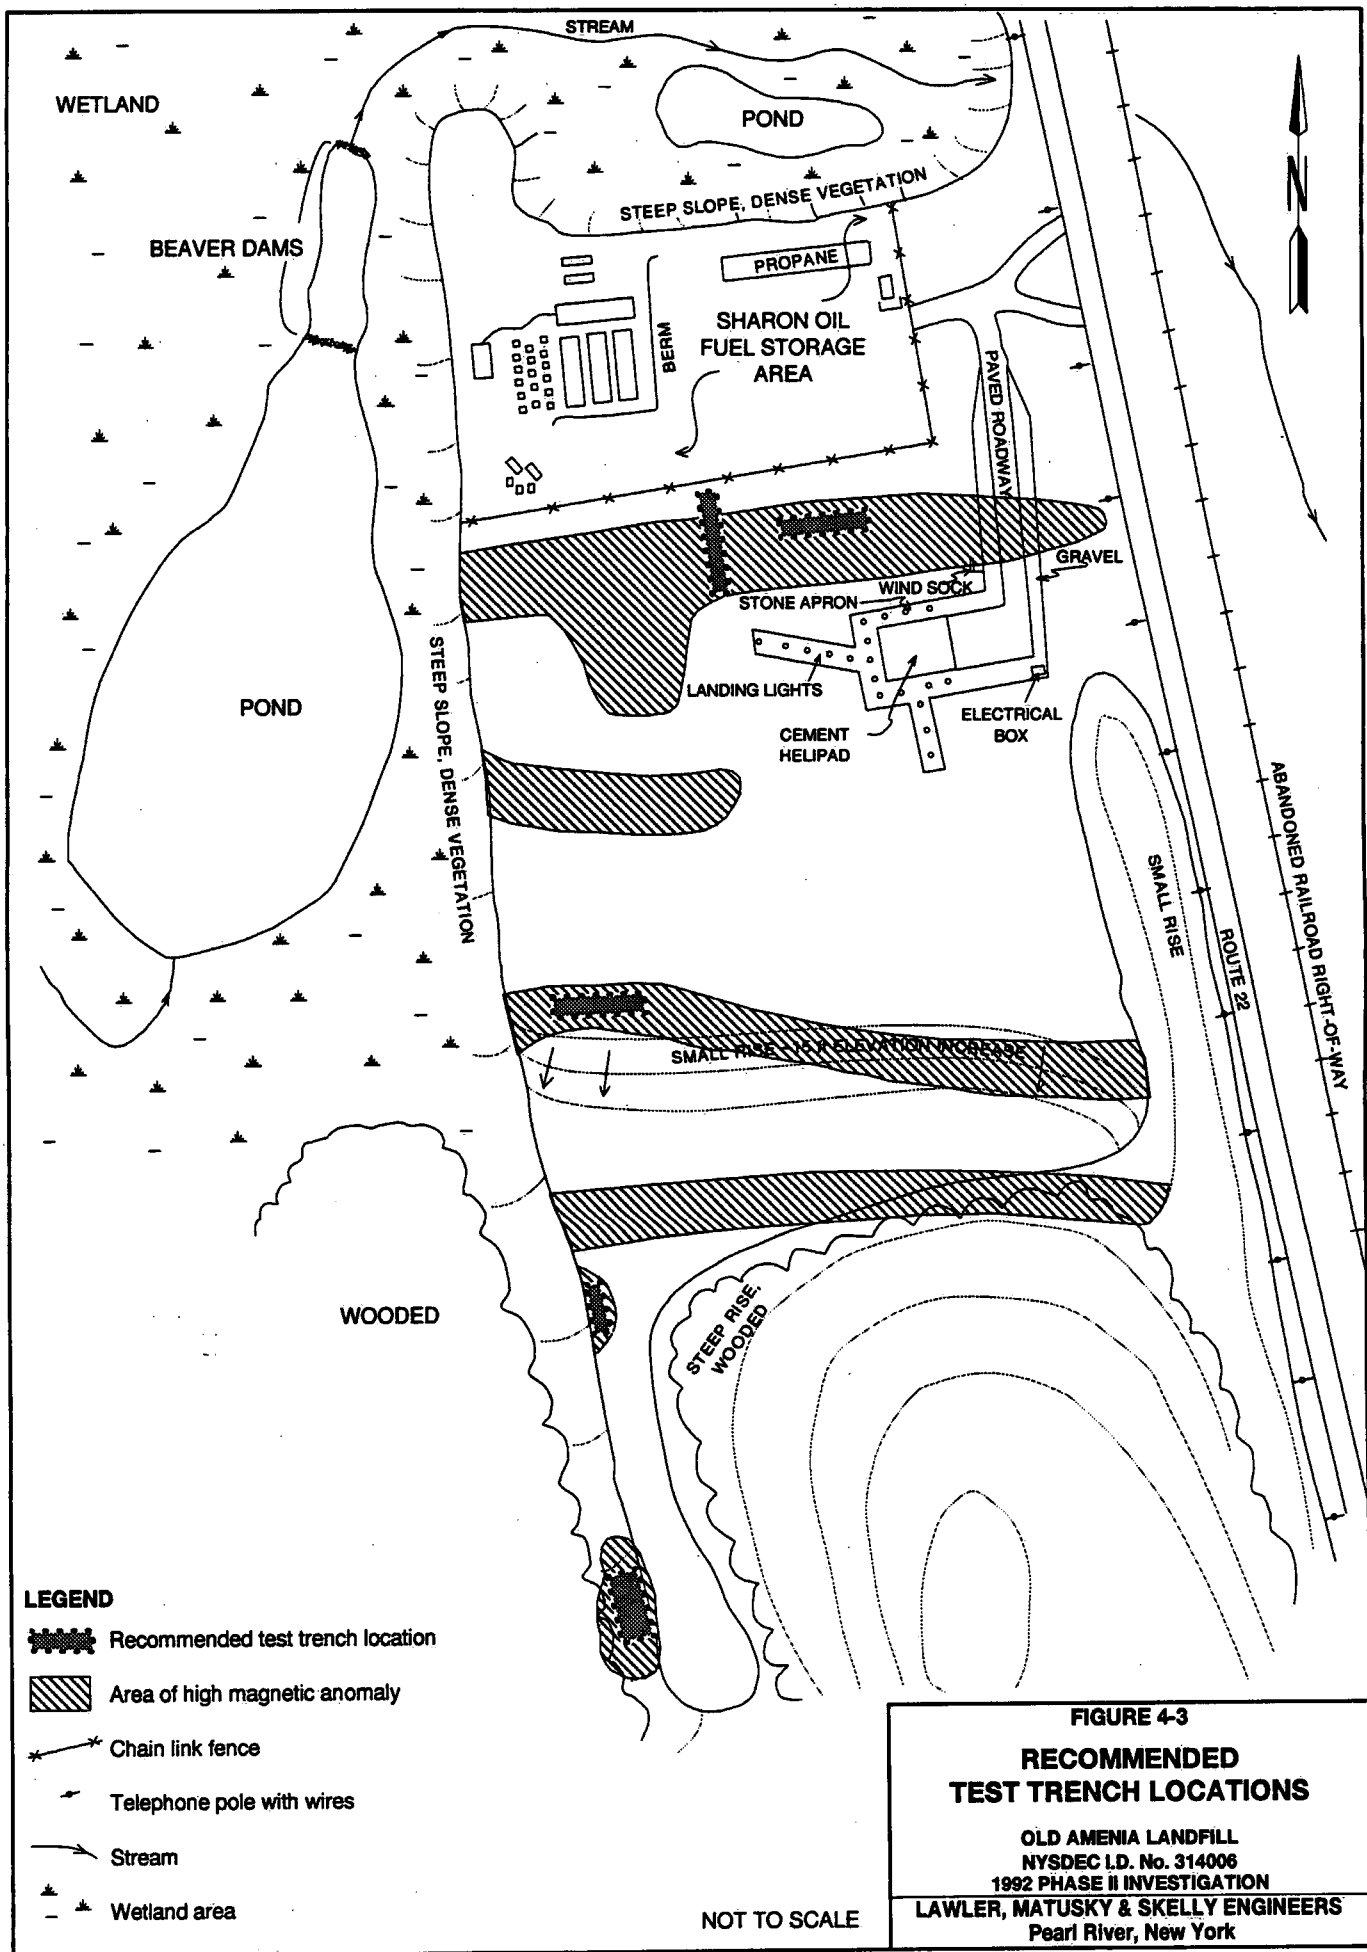 STREAM
WETLAND
POND
STEEP SLOPE, DENSE VEGETATION
BEAVER DAMS
PROPANE
BERM
SHARON OIL
FUEL STORAGE
AREA
PAVED ROADWAY
GRAVEL
WIND SOCK
STONE APRON
LANDING LIGHTS
CEMENT
HELIPAD
ELECTRICAL
BOX
POND
STEEP SLOPE, DENSE VEGETATION
SMALL RISE
ROUTE 22
ABANDONED RAILROAD RIGHT-OF-WAY
SMALL RISE ~15 ft ELEVATION INCREASE
WOODED
STEEP RISE,
WOODED
N
LEGEND
Recommended test trench location
Area of high magnetic anomaly
Chain link fence
Telephone pole with wires
Stream
Wetland area
NOT TO SCALE
FIGURE 4-3
RECOMMENDED
TEST TRENCH LOCATIONS
OLD AMENIA LANDFILL
NYSDEC I.D. No. 314006
1992 PHASE II INVESTIGATION
LAWLER, MATUSKY & SKELLY ENGINEERS
Pearl River, New York